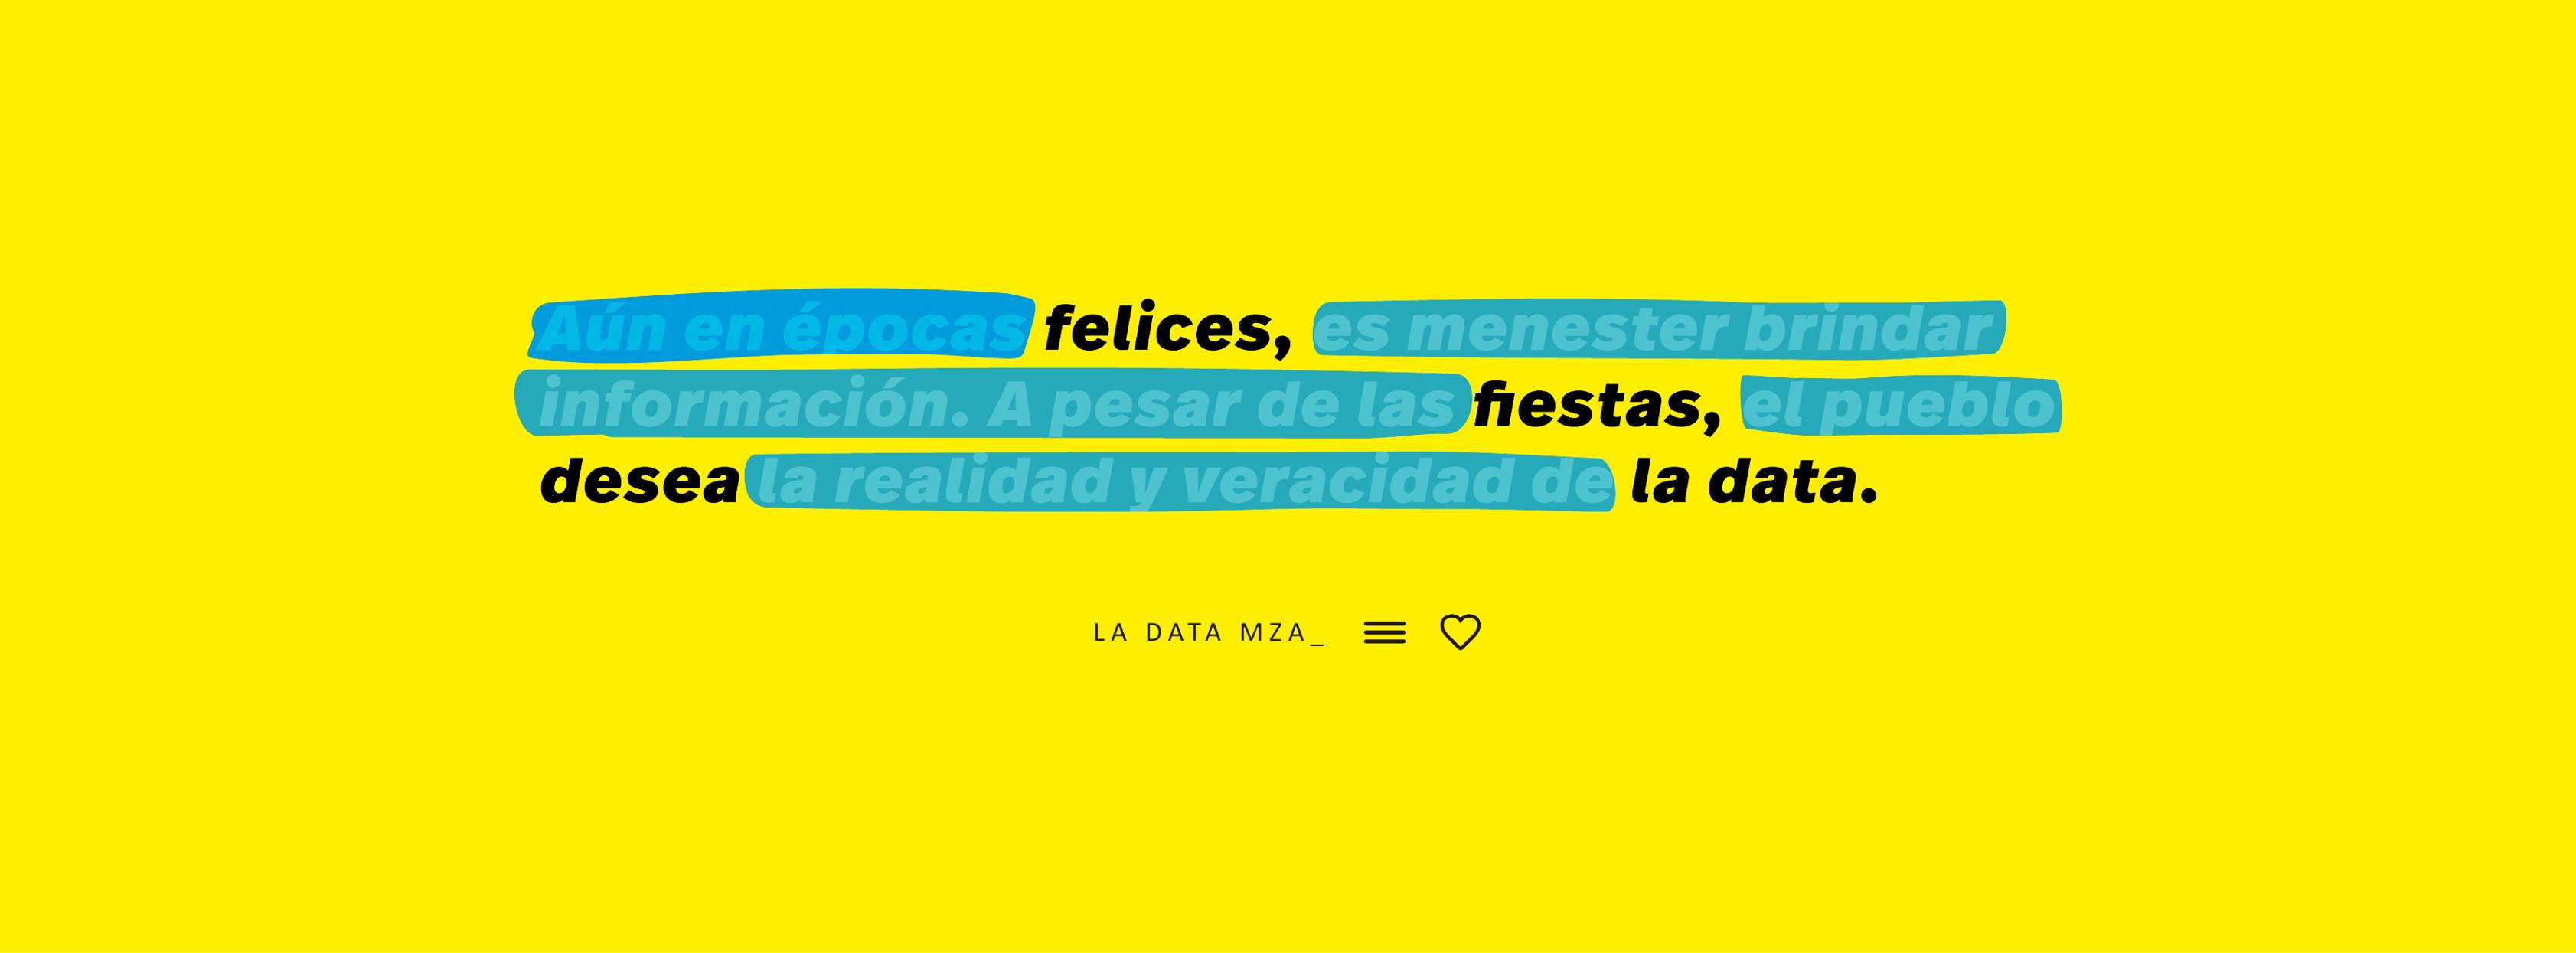 Aún en épocas felices, es menester brindar
información. A pesar de las fiestas, el pueblo
desea la realidad y veracidad de la data.
LA DATA MZA_